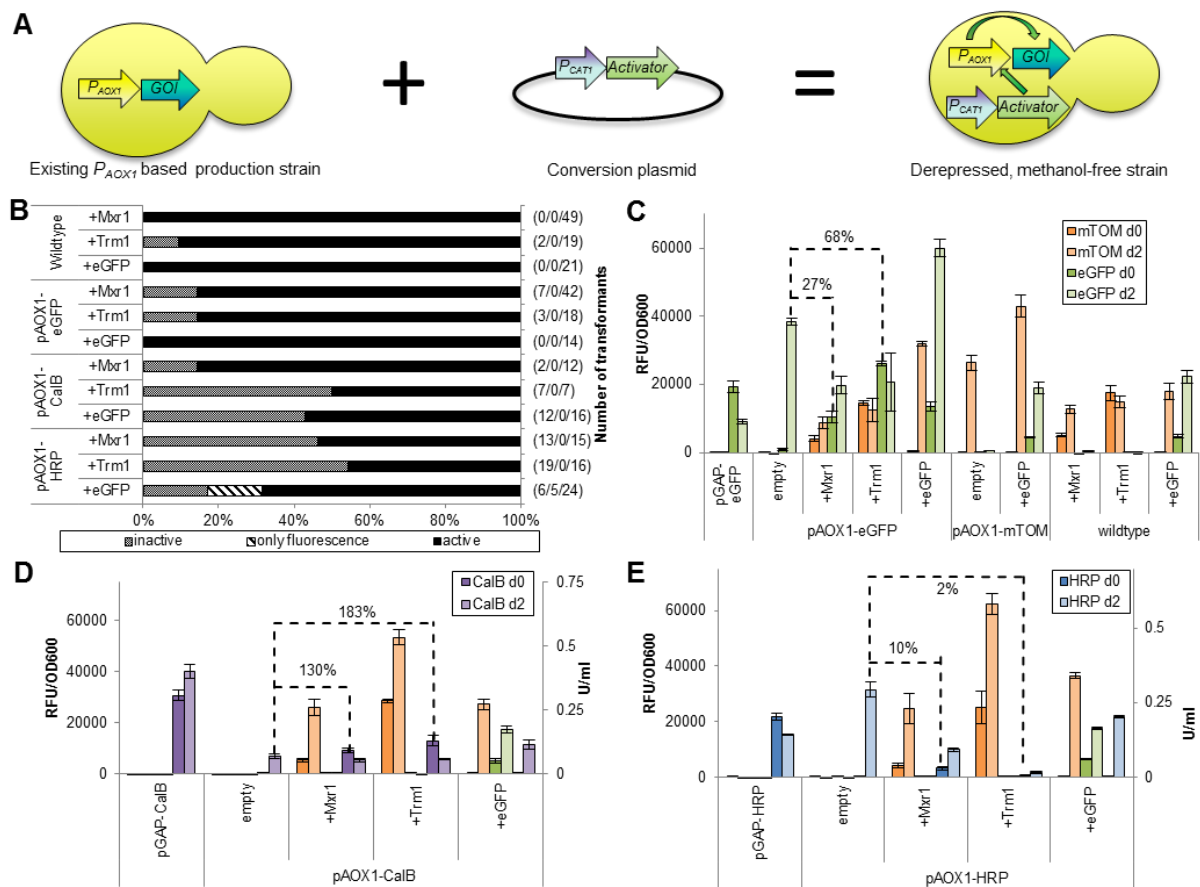 A
P_AOX1 GOI
+
P_CAT1 Activator
=
P_AOX1 GOI
P_CAT1 Activator
Existing P_AOX1 based production strain
Conversion plasmid
Derepressed, methanol-free strain
B
Wildtype
+Mxr1 (0/0/49)
+Trm1 (2/0/19)
+eGFP (0/0/21)
pAOX1-eGFP
+Mxr1 (7/0/42)
+Trm1 (3/0/18)
+eGFP (0/0/14)
pAOX1-CalB
+Mxr1 (2/0/12)
+Trm1 (7/0/7)
+eGFP (12/0/16)
pAOX1-HRP
+Mxr1 (13/0/15)
+Trm1 (19/0/16)
+eGFP (6/5/24)
Number of transformants
0% 20% 40% 60% 80% 100%
inactive only fluorescence active
C
RFU/OD600
60000
40000
20000
0
68%
27%
mTOM d0
mTOM d2
eGFP d0
eGFP d2
pGAP-eGFP empty +Mxr1 +Trm1 +eGFP empty +eGFP +Mxr1 +Trm1 +eGFP
pAOX1-eGFP pAOX1-mTOM wildtype
D
RFU/OD600
60000
40000
20000
0
183%
130%
CalB d0
CalB d2
0.75
0.5
0.25
0
U/ml
pGAP-CalB empty +Mxr1 +Trm1 +eGFP
pAOX1-CalB
E
RFU/OD600
60000
40000
20000
0
2%
10%
HRP d0
HRP d2
0.5
0.25
0
U/ml
pGAP-HRP empty +Mxr1 +Trm1 +eGFP
pAOX1-HRP